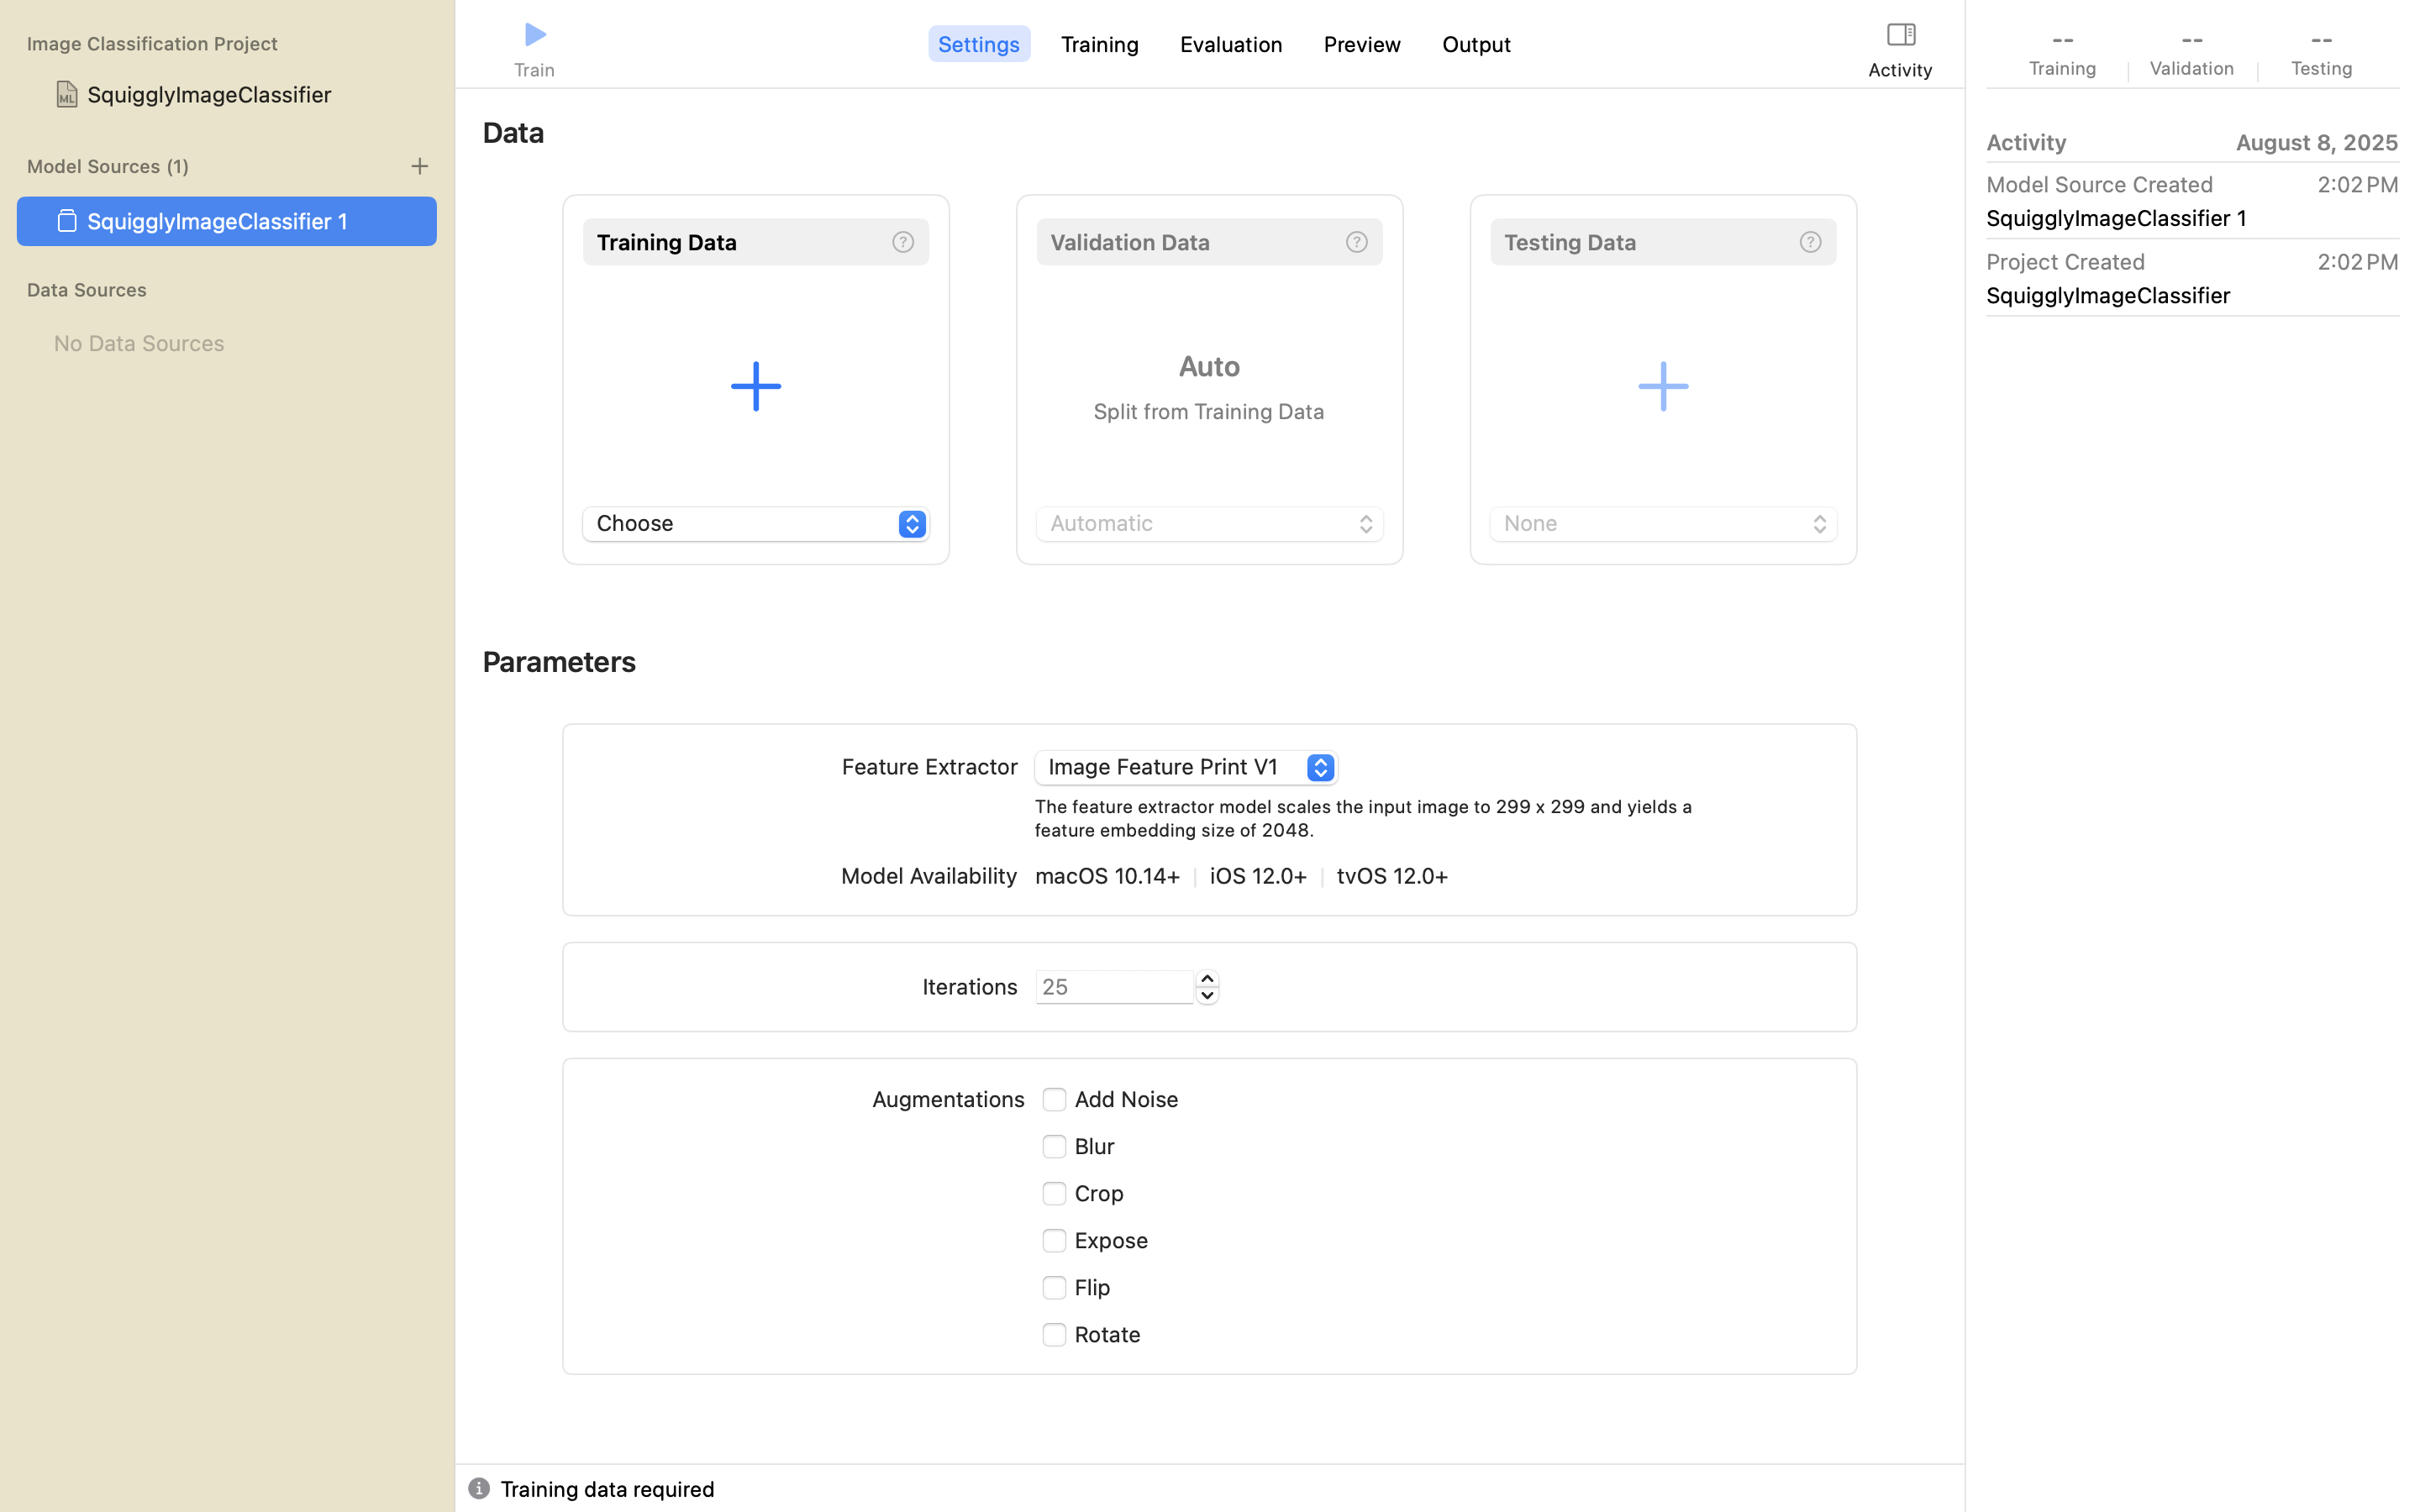 Image Classification Project
ML
SquigglyImageClassifier
Model Sources (1)
SquigglyImageClassifier 1
Data Sources
No Data Sources
Train
Settings
Training
Evaluation
Preview
Output
Activity
Data
Training Data
?
Choose
Validation Data
?
Auto
Split from Training Data
Automatic
Testing Data
?
None
Parameters
Feature Extractor
Image Feature Print V1
The feature extractor model scales the input image to 299 x 299 and yields a
feature embedding size of 2048.
Model Availability
macOS 10.14+
iOS 12.0+
tvOS 12.0+
Iterations
25
Augmentations
Add Noise
Blur
Crop
Expose
Flip
Rotate
Training data required
-- 
Training
--
Validation
--
Testing
Activity August 8, 2025
Model Source Created 2:02 PM
SquigglyImageClassifier 1
Project Created 2:02 PM
SquigglyImageClassifier